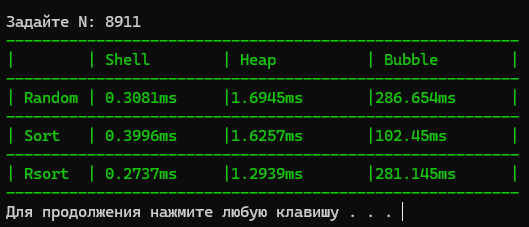 Задайте N: 8911
---------------------------------------------------------
|        | Shell        | Heap          | Bubble        |
---------------------------------------------------------
| Random | 0.3081ms     |1.6945ms       |286.654ms      |
---------------------------------------------------------
| Sort   | 0.3996ms     |1.6257ms       |102.45ms       |
---------------------------------------------------------
| Rsort  | 0.2737ms     |1.2939ms       |281.145ms      |
---------------------------------------------------------
Для продолжения нажмите любую клавишу . . .